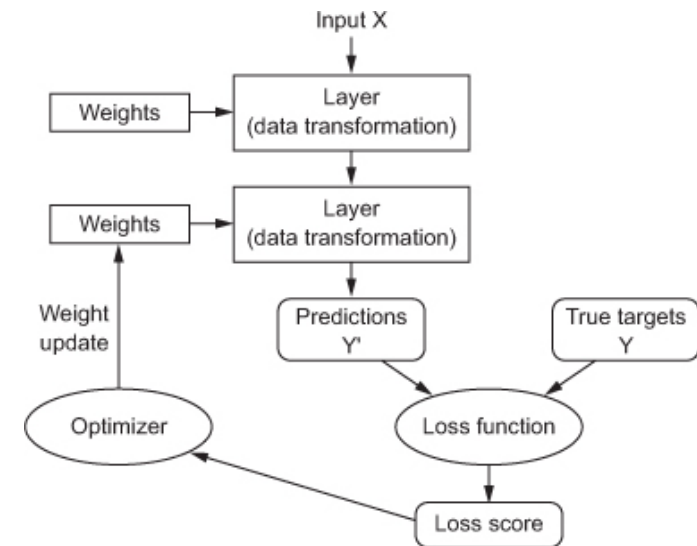 Input X
Layer
(data transformation)
Weights
Layer
(data transformation)
Weights
Weight
update
Predictions
Y'
True targets
Y
Optimizer
Loss function
Loss score